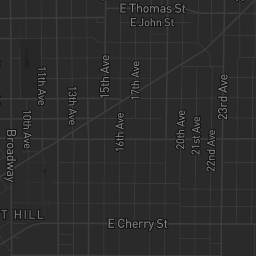 E Thomas St
E John St
15th Ave
17th Ave
11th Ave
13th Ave
23rd Ave
10th Ave
16th Ave
20th Ave
21st Ave
22nd Ave
Broadway
T HILL
E Cherry St